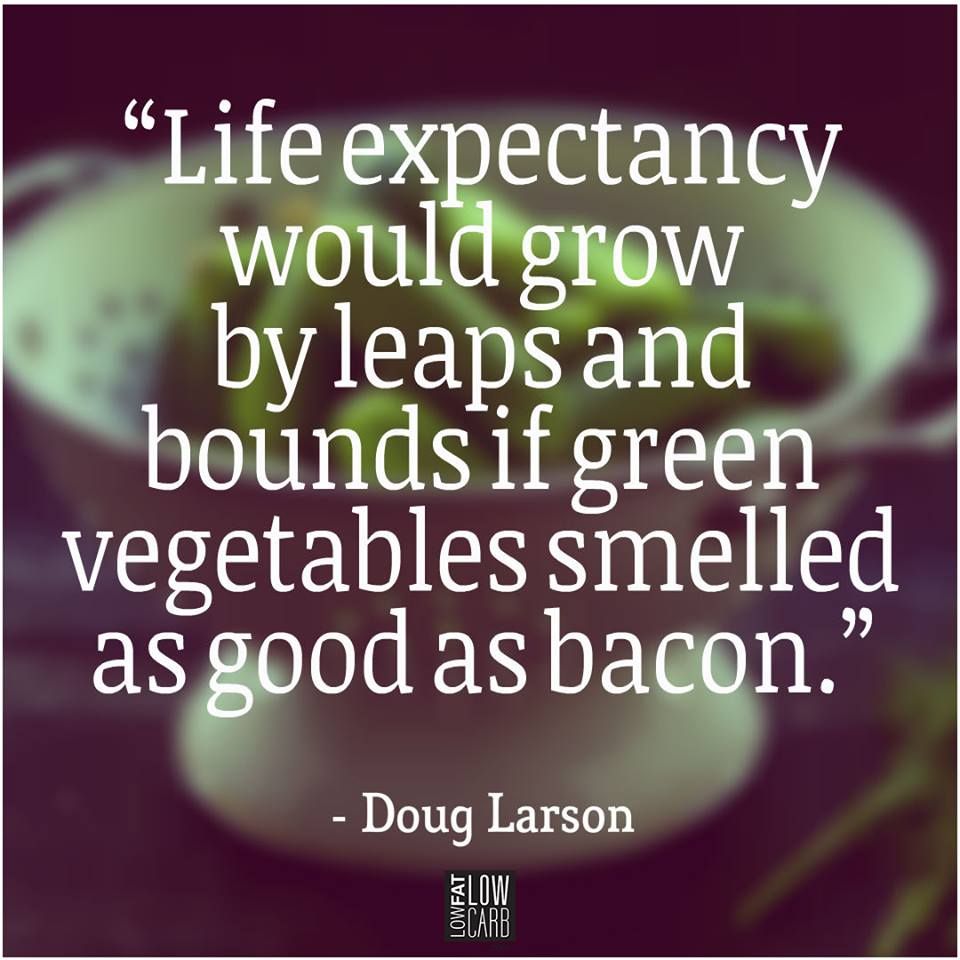 “Life expectancy
would grow
by leaps and
bounds if green
vegetables smelled
as good as bacon.”
- Doug Larson
LOWFAT
LOW
CARB